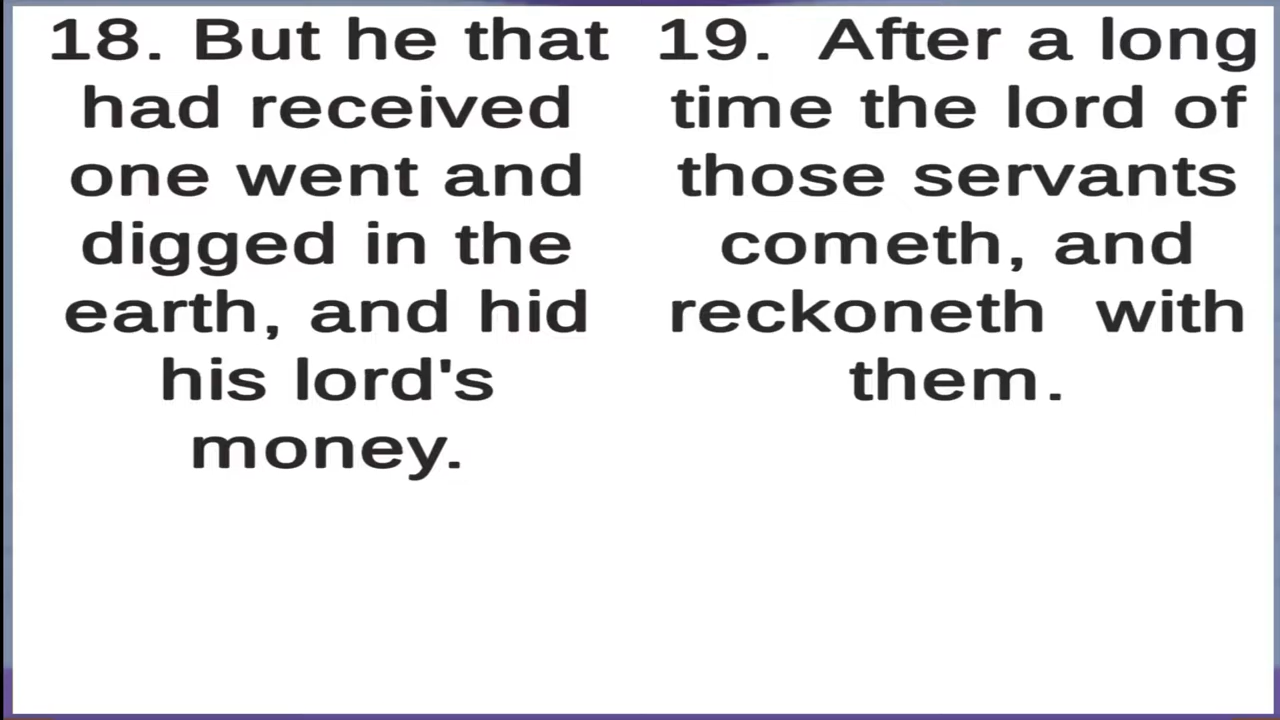 18. But he that
had received
one went and
digged in the
earth, and hid
his lord's
money.
19.  After a long
time the lord of
those servants
cometh, and
reckoneth  with
them.